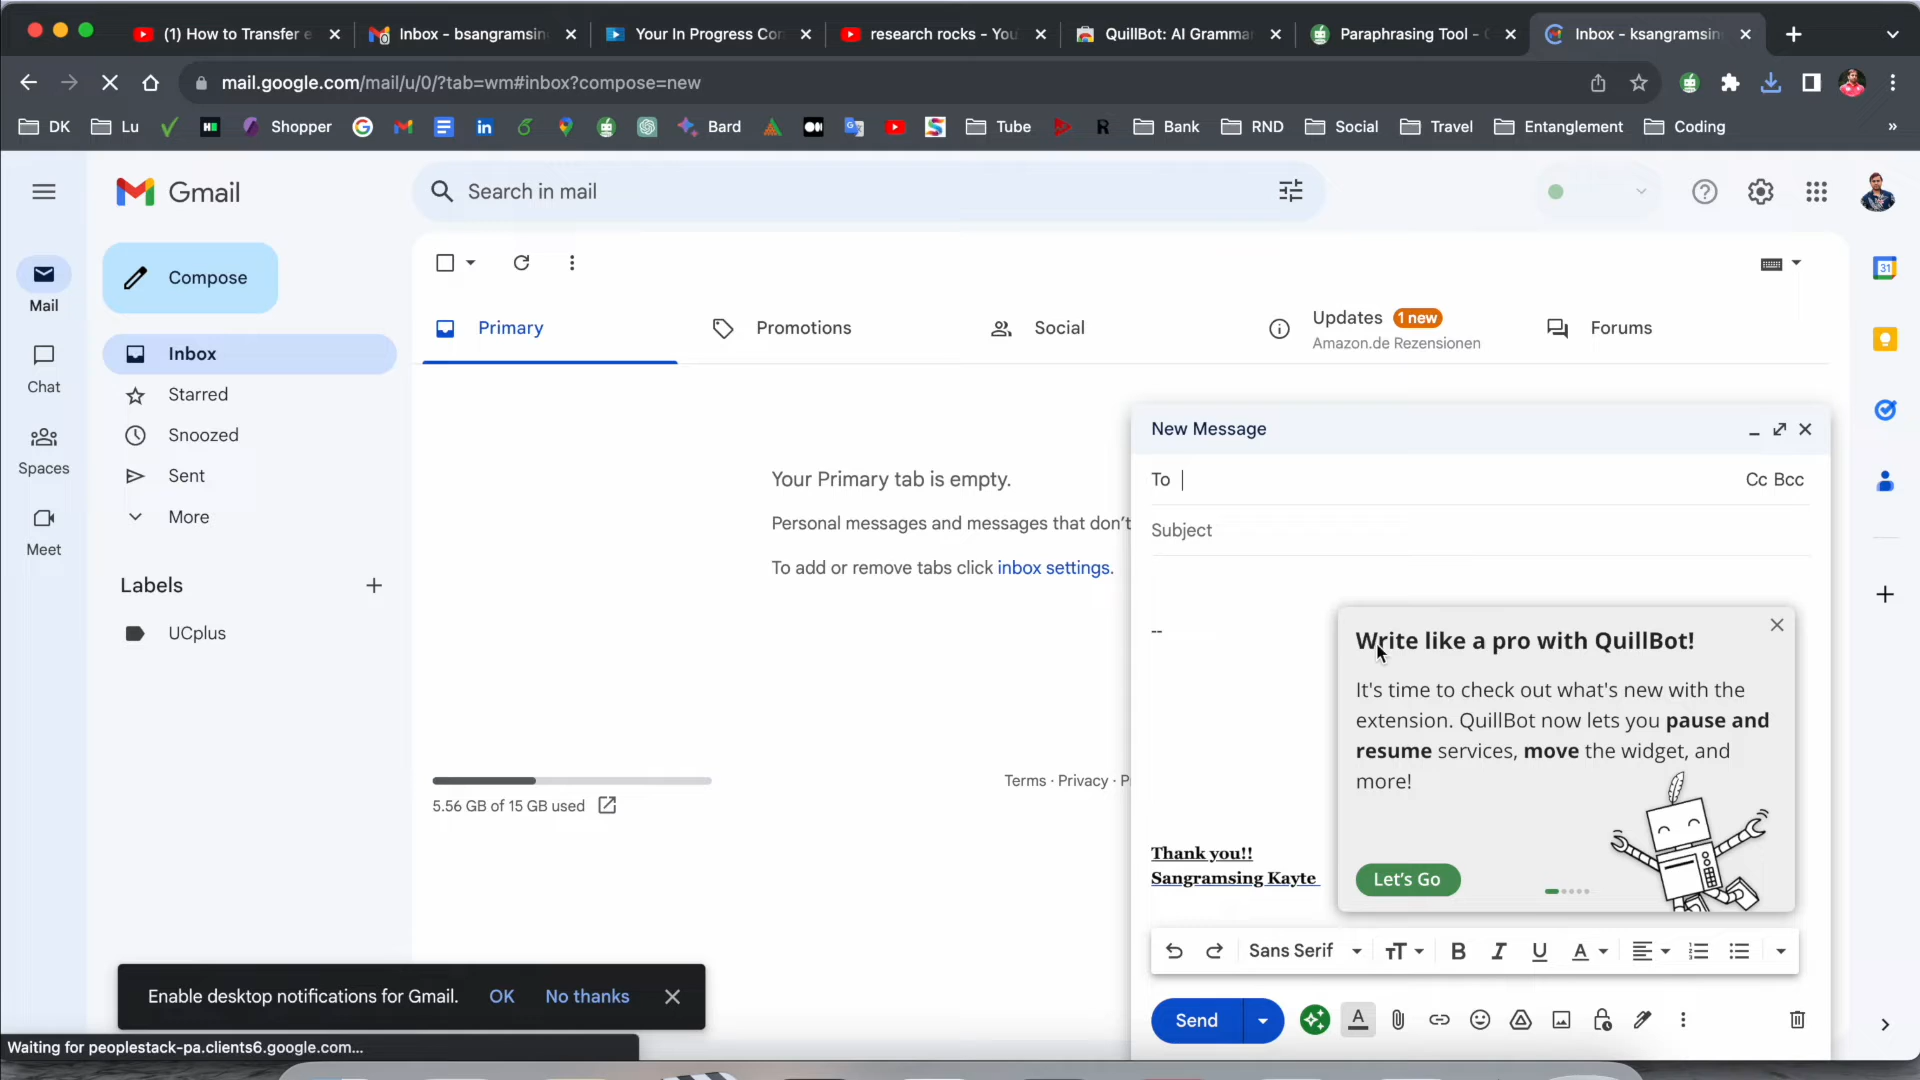 (1) How to Transfer e
Inbox - bsangramsin
Your In Progress Con
research rocks - You
QuillBot: AI Gramma
Paraphrasing Tool -
Inbox - ksangramsin
mail.google.com/mail/u/0/?tab=wm#inbox?compose=new
DK
Lu
Shopper
Bard
Tube
Bank
RND
Social
Travel
Entanglement
Coding
»
Gmail
Search in mail
Mail
Chat
Spaces
Meet
Compose
Inbox
Starred
Snoozed
Sent
More
Labels
UCplus
Primary
Promotions
Social
Updates 1 new
Amazon.de Rezensionen
Forums
31
Your Primary tab is empty.
Personal messages and messages that don't
To add or remove tabs click inbox settings.
5.56 GB of 15 GB used
Terms · Privacy · P
New Message
To
Cc Bcc
Subject
--
Write like a pro with QuillBot!
It's time to check out what's new with the
extension. QuillBot now lets you pause and
resume services, move the widget, and
more!
Let's Go
Thank you!!
Sangramsing Kayte
Sans Serif
Send
Enable desktop notifications for Gmail. OK No thanks
Waiting for peoplestack-pa.clients6.google.com...